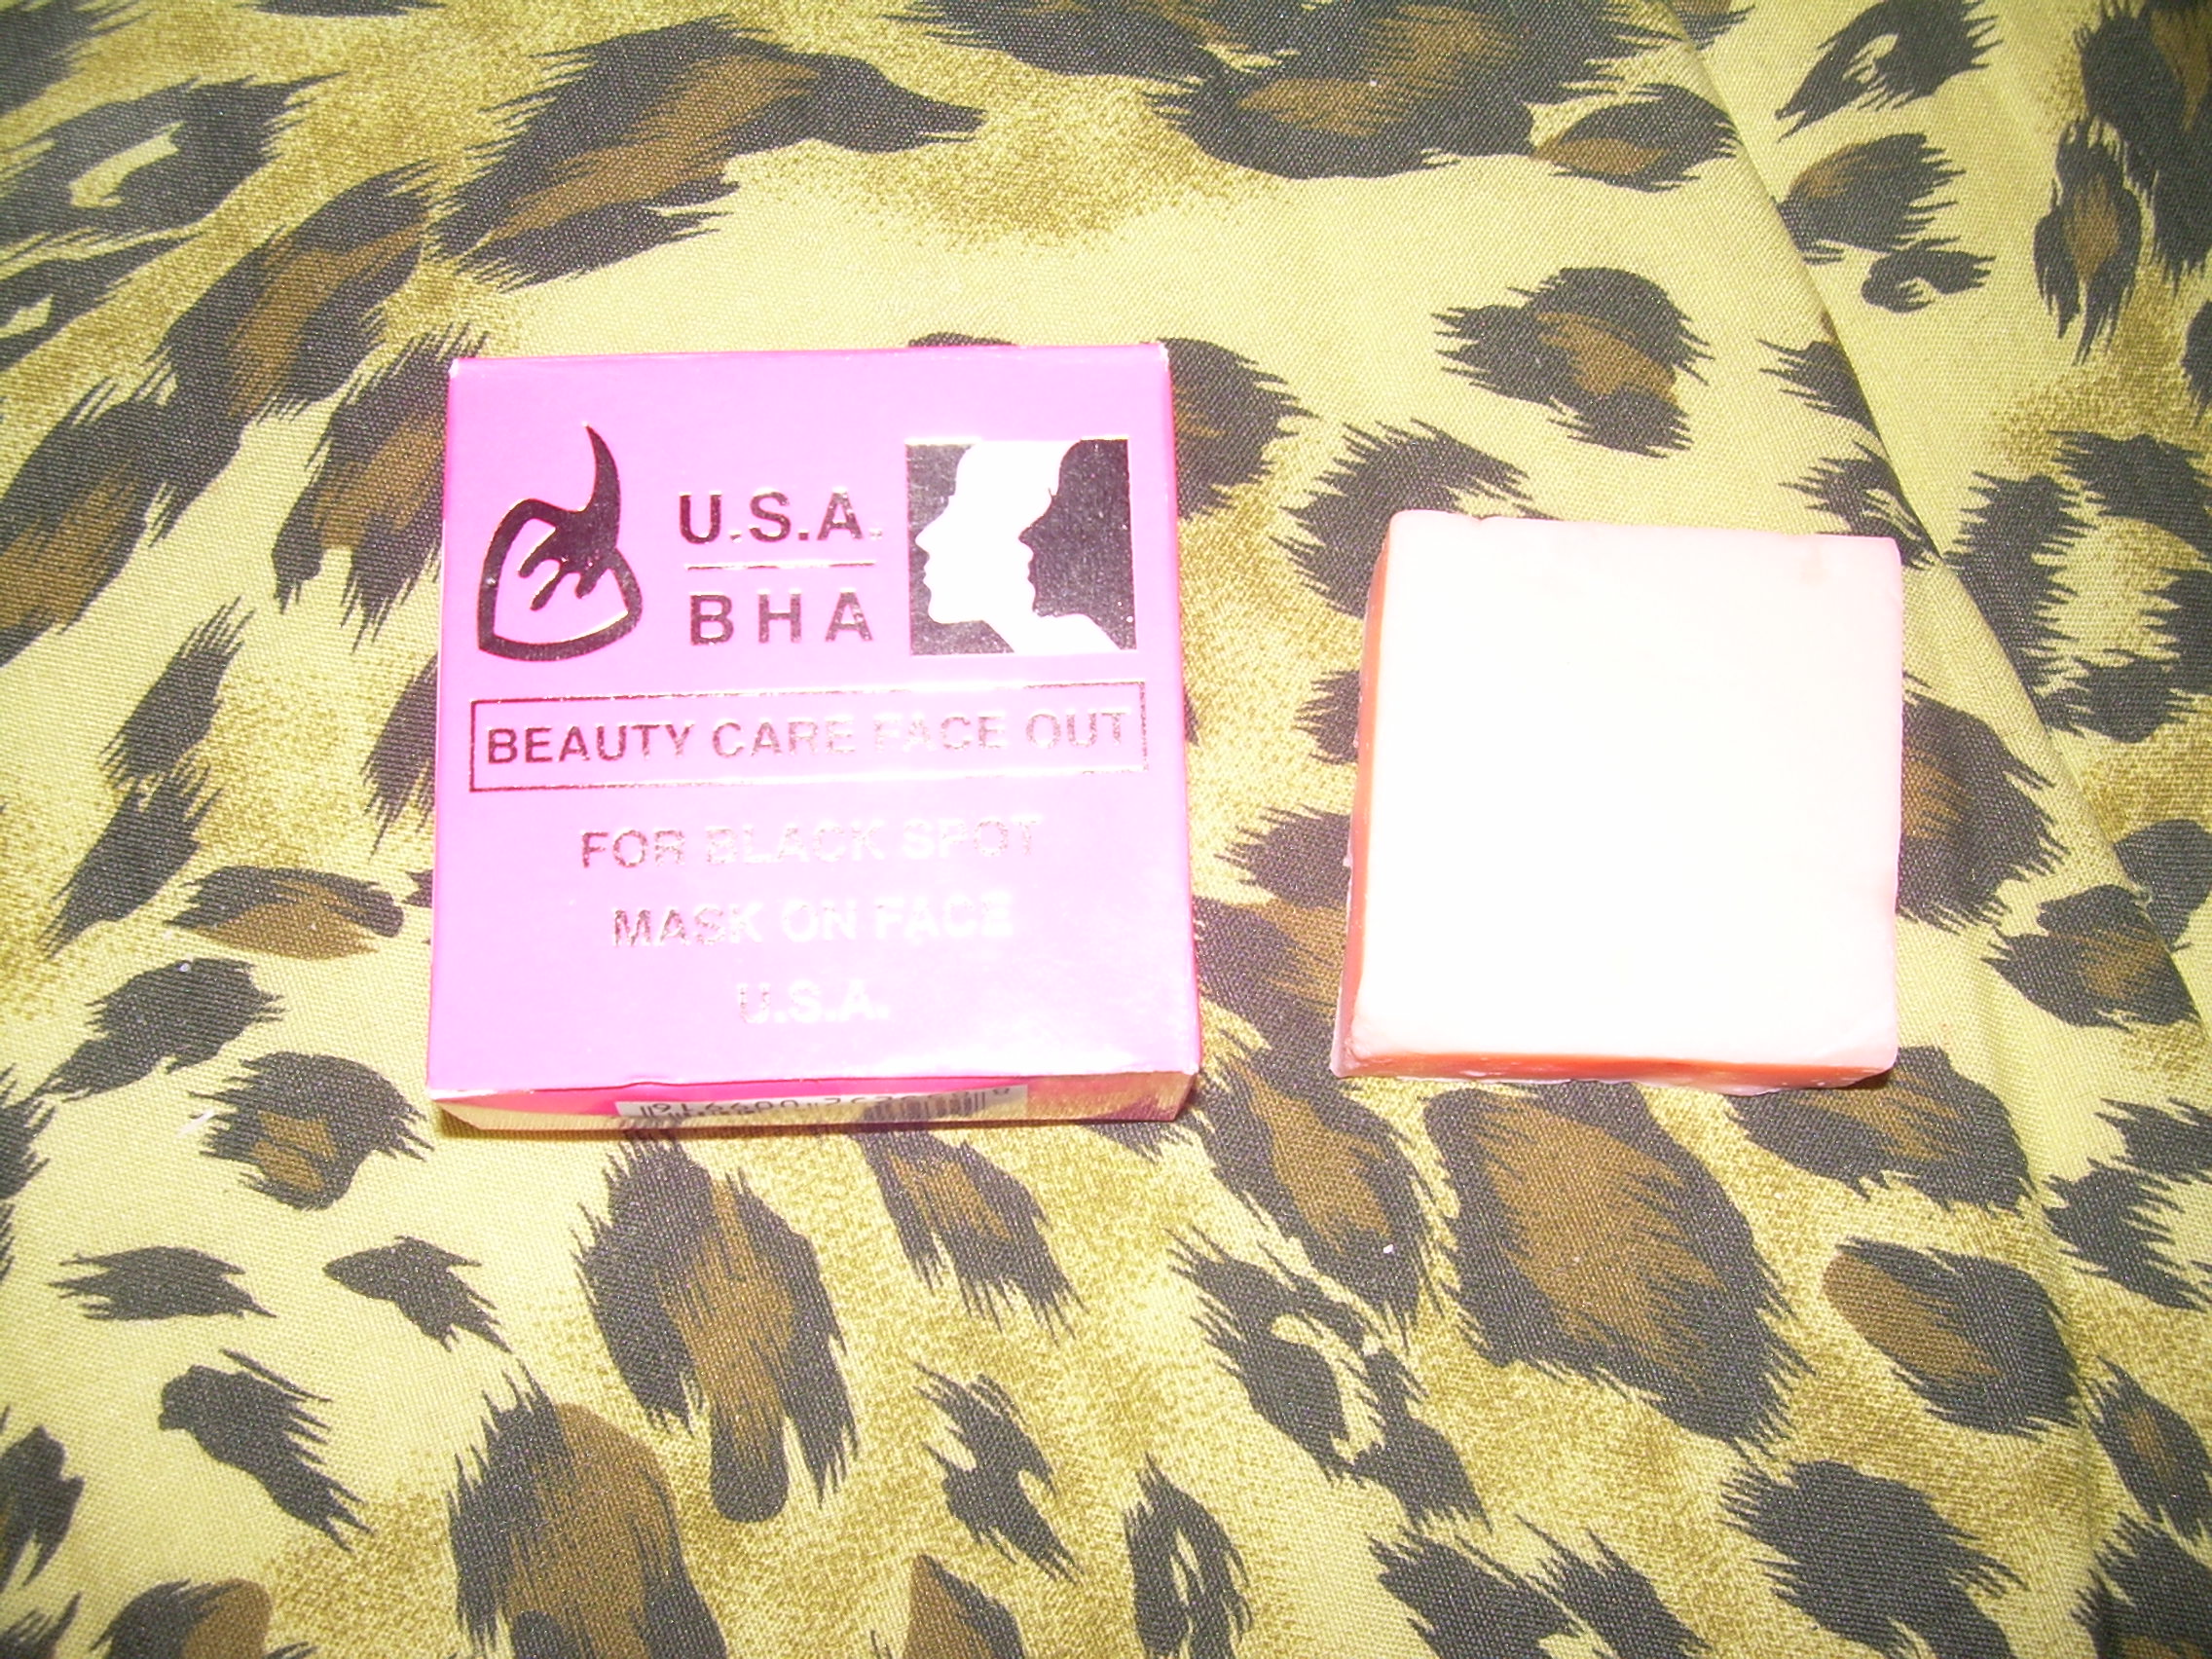 U.S.A.
BHA
BEAUTY CARE FACE OUT
FOR BLACK SPOT
MASK ON FACE
U.S.A.